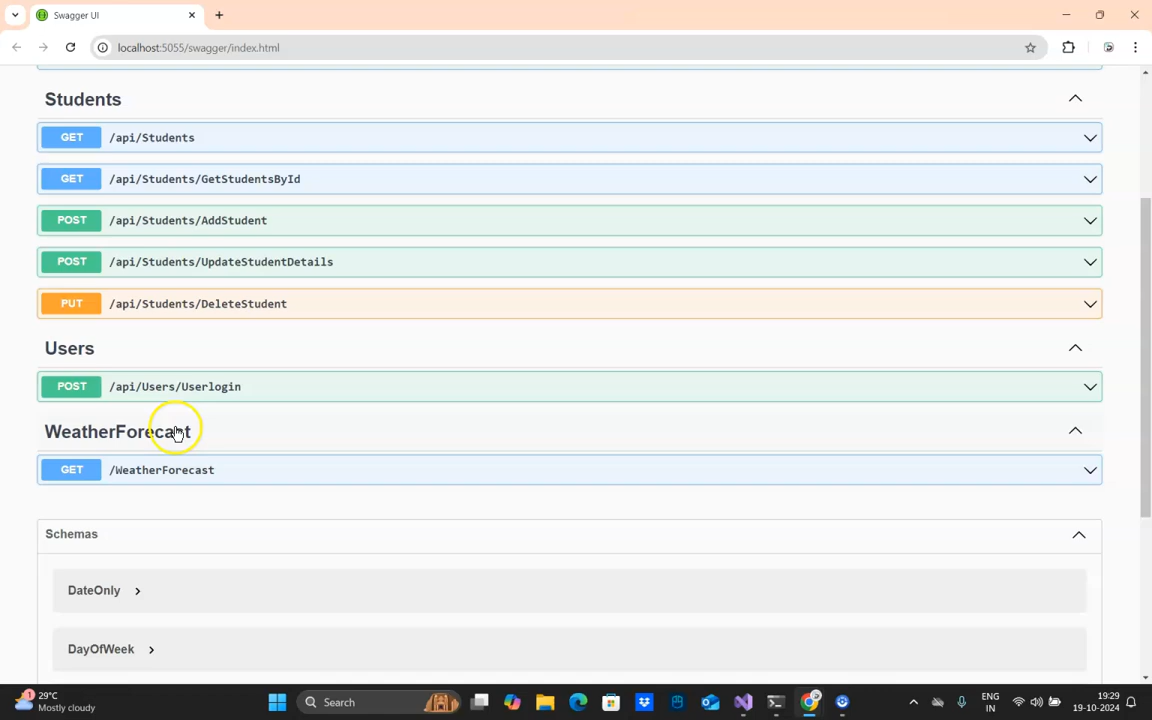 Swagger UI
localhost:5055/swagger/index.html
Students
GET /api/Students
GET /api/Students/GetStudentsById
POST /api/Students/AddStudent
POST /api/Students/UpdateStudentDetails
PUT /api/Students/DeleteStudent
Users
POST /api/Users/Userlogin
WeatherForecast
GET /WeatherForecast
Schemas
DateOnly
DayOfWeek
1
29°C
Mostly cloudy
Search
ENG
IN
19:29
19-10-2024